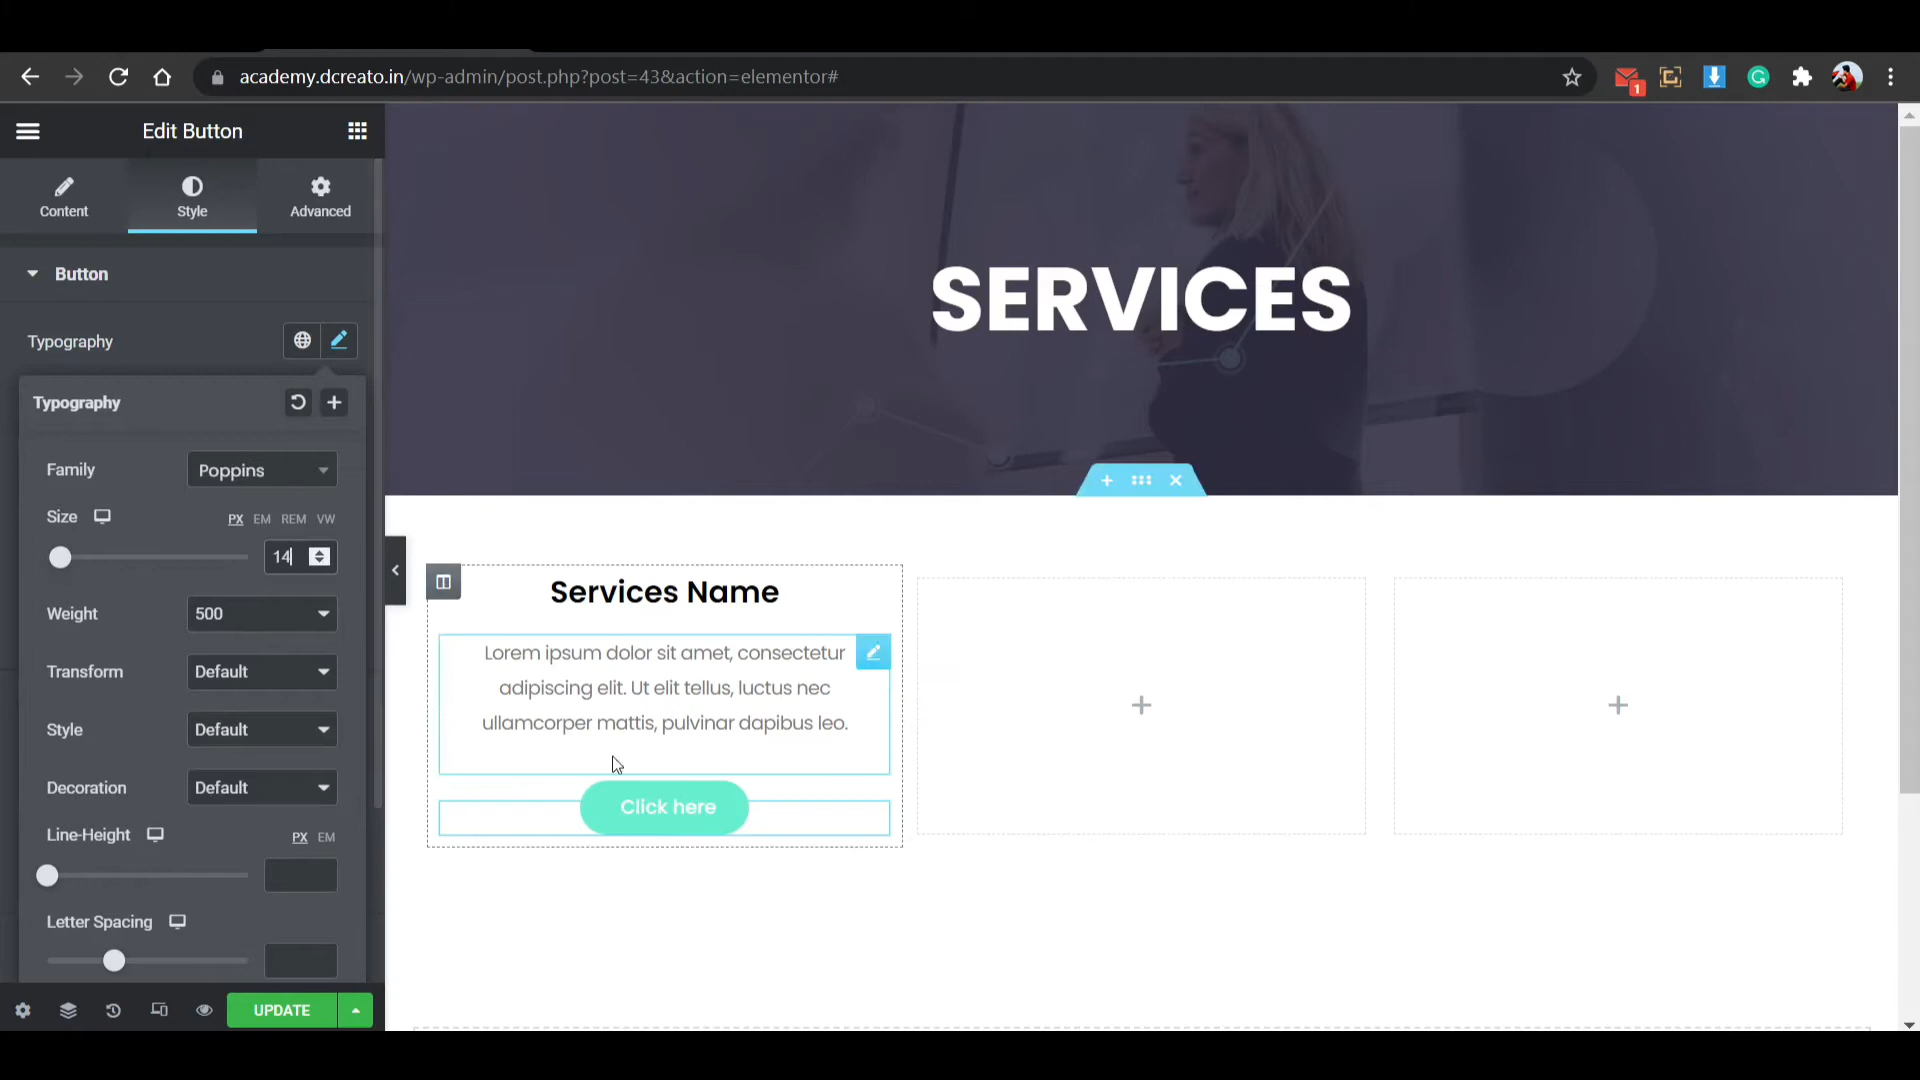 academy.dcreato.in/wp-admin/post.php?post=43&action=elementor#
1
Edit Button
Content
Style
Advanced
Button
Typography
Typography
Family
Poppins
Size
PX EM REM VW
14
Weight
500
Transform
Default
Style
Default
Decoration
Default
Line-Height
PX EM
Letter Spacing
UPDATE
SERVICES
Services Name
Lorem ipsum dolor sit amet, consectetur
adipiscing elit. Ut elit tellus, luctus nec
ullamcorper mattis, pulvinar dapibus leo.
Click here